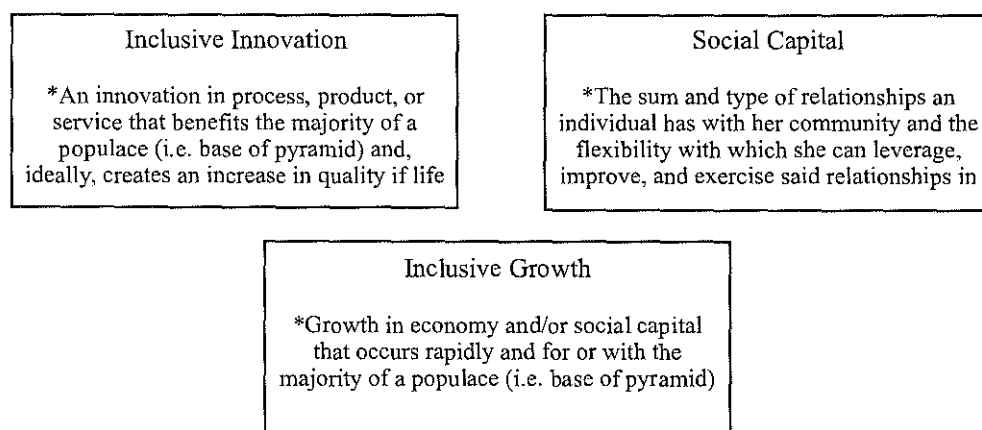 Inclusive Innovation
*An innovation in process, product, or
service that benefits the majority of a
populace (i.e. base of pyramid) and,
ideally, creates an increase in quality if life
Social Capital
*The sum and type of relationships an
individual has with her community and the
flexibility with which she can leverage,
improve, and exercise said relationships in
Inclusive Growth
*Growth in economy and/or social capital
that occurs rapidly and for or with the
majority of a populace (i.e. base of pyramid)